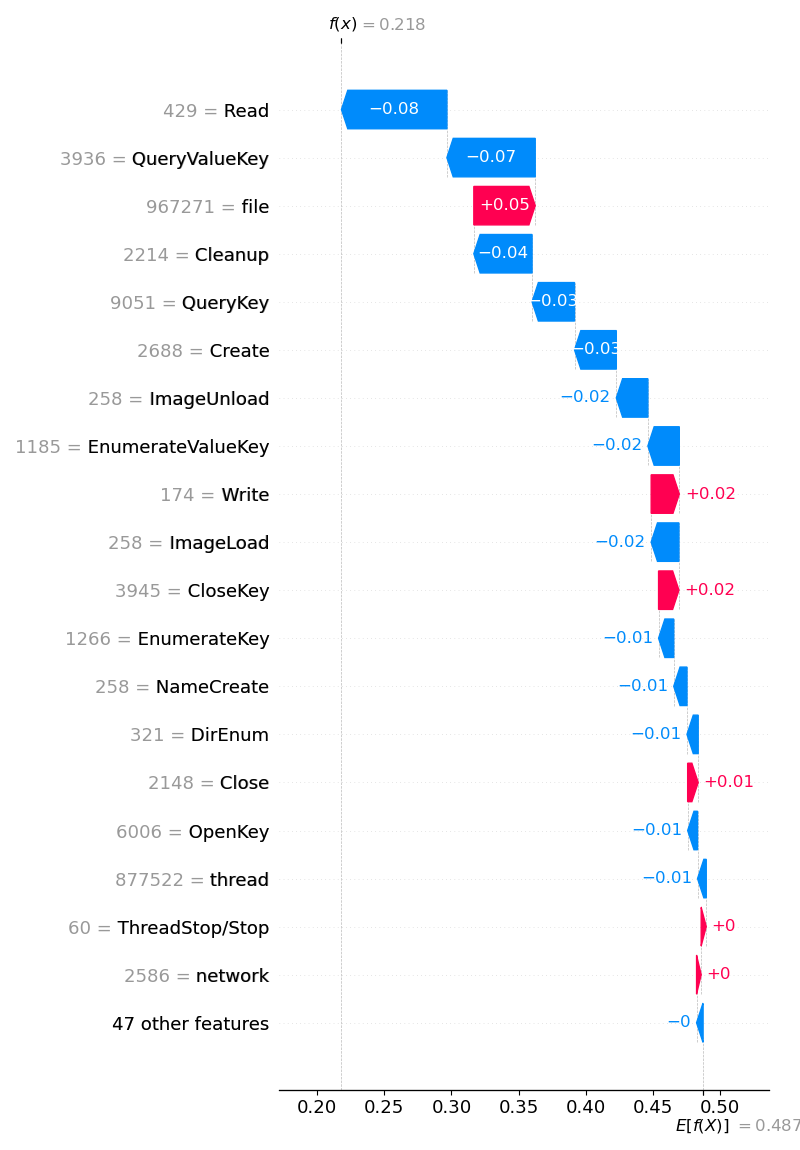 f(x) = 0.218
429 = Read −0.08
3936 = QueryValueKey −0.07
967271 = file +0.05
2214 = Cleanup −0.04
9051 = QueryKey −0.03
2688 = Create −0.03
258 = ImageUnload −0.02
1185 = EnumerateValueKey −0.02
174 = Write +0.02
258 = ImageLoad −0.02
3945 = CloseKey +0.02
1266 = EnumerateKey −0.01
258 = NameCreate −0.01
321 = DirEnum −0.01
2148 = Close +0.01
6006 = OpenKey −0.01
877522 = thread −0.01
60 = ThreadStop/Stop +0
2586 = network +0
47 other features −0
0.20 0.25 0.30 0.35 0.40 0.45 0.50
E[f(X)] = 0.487